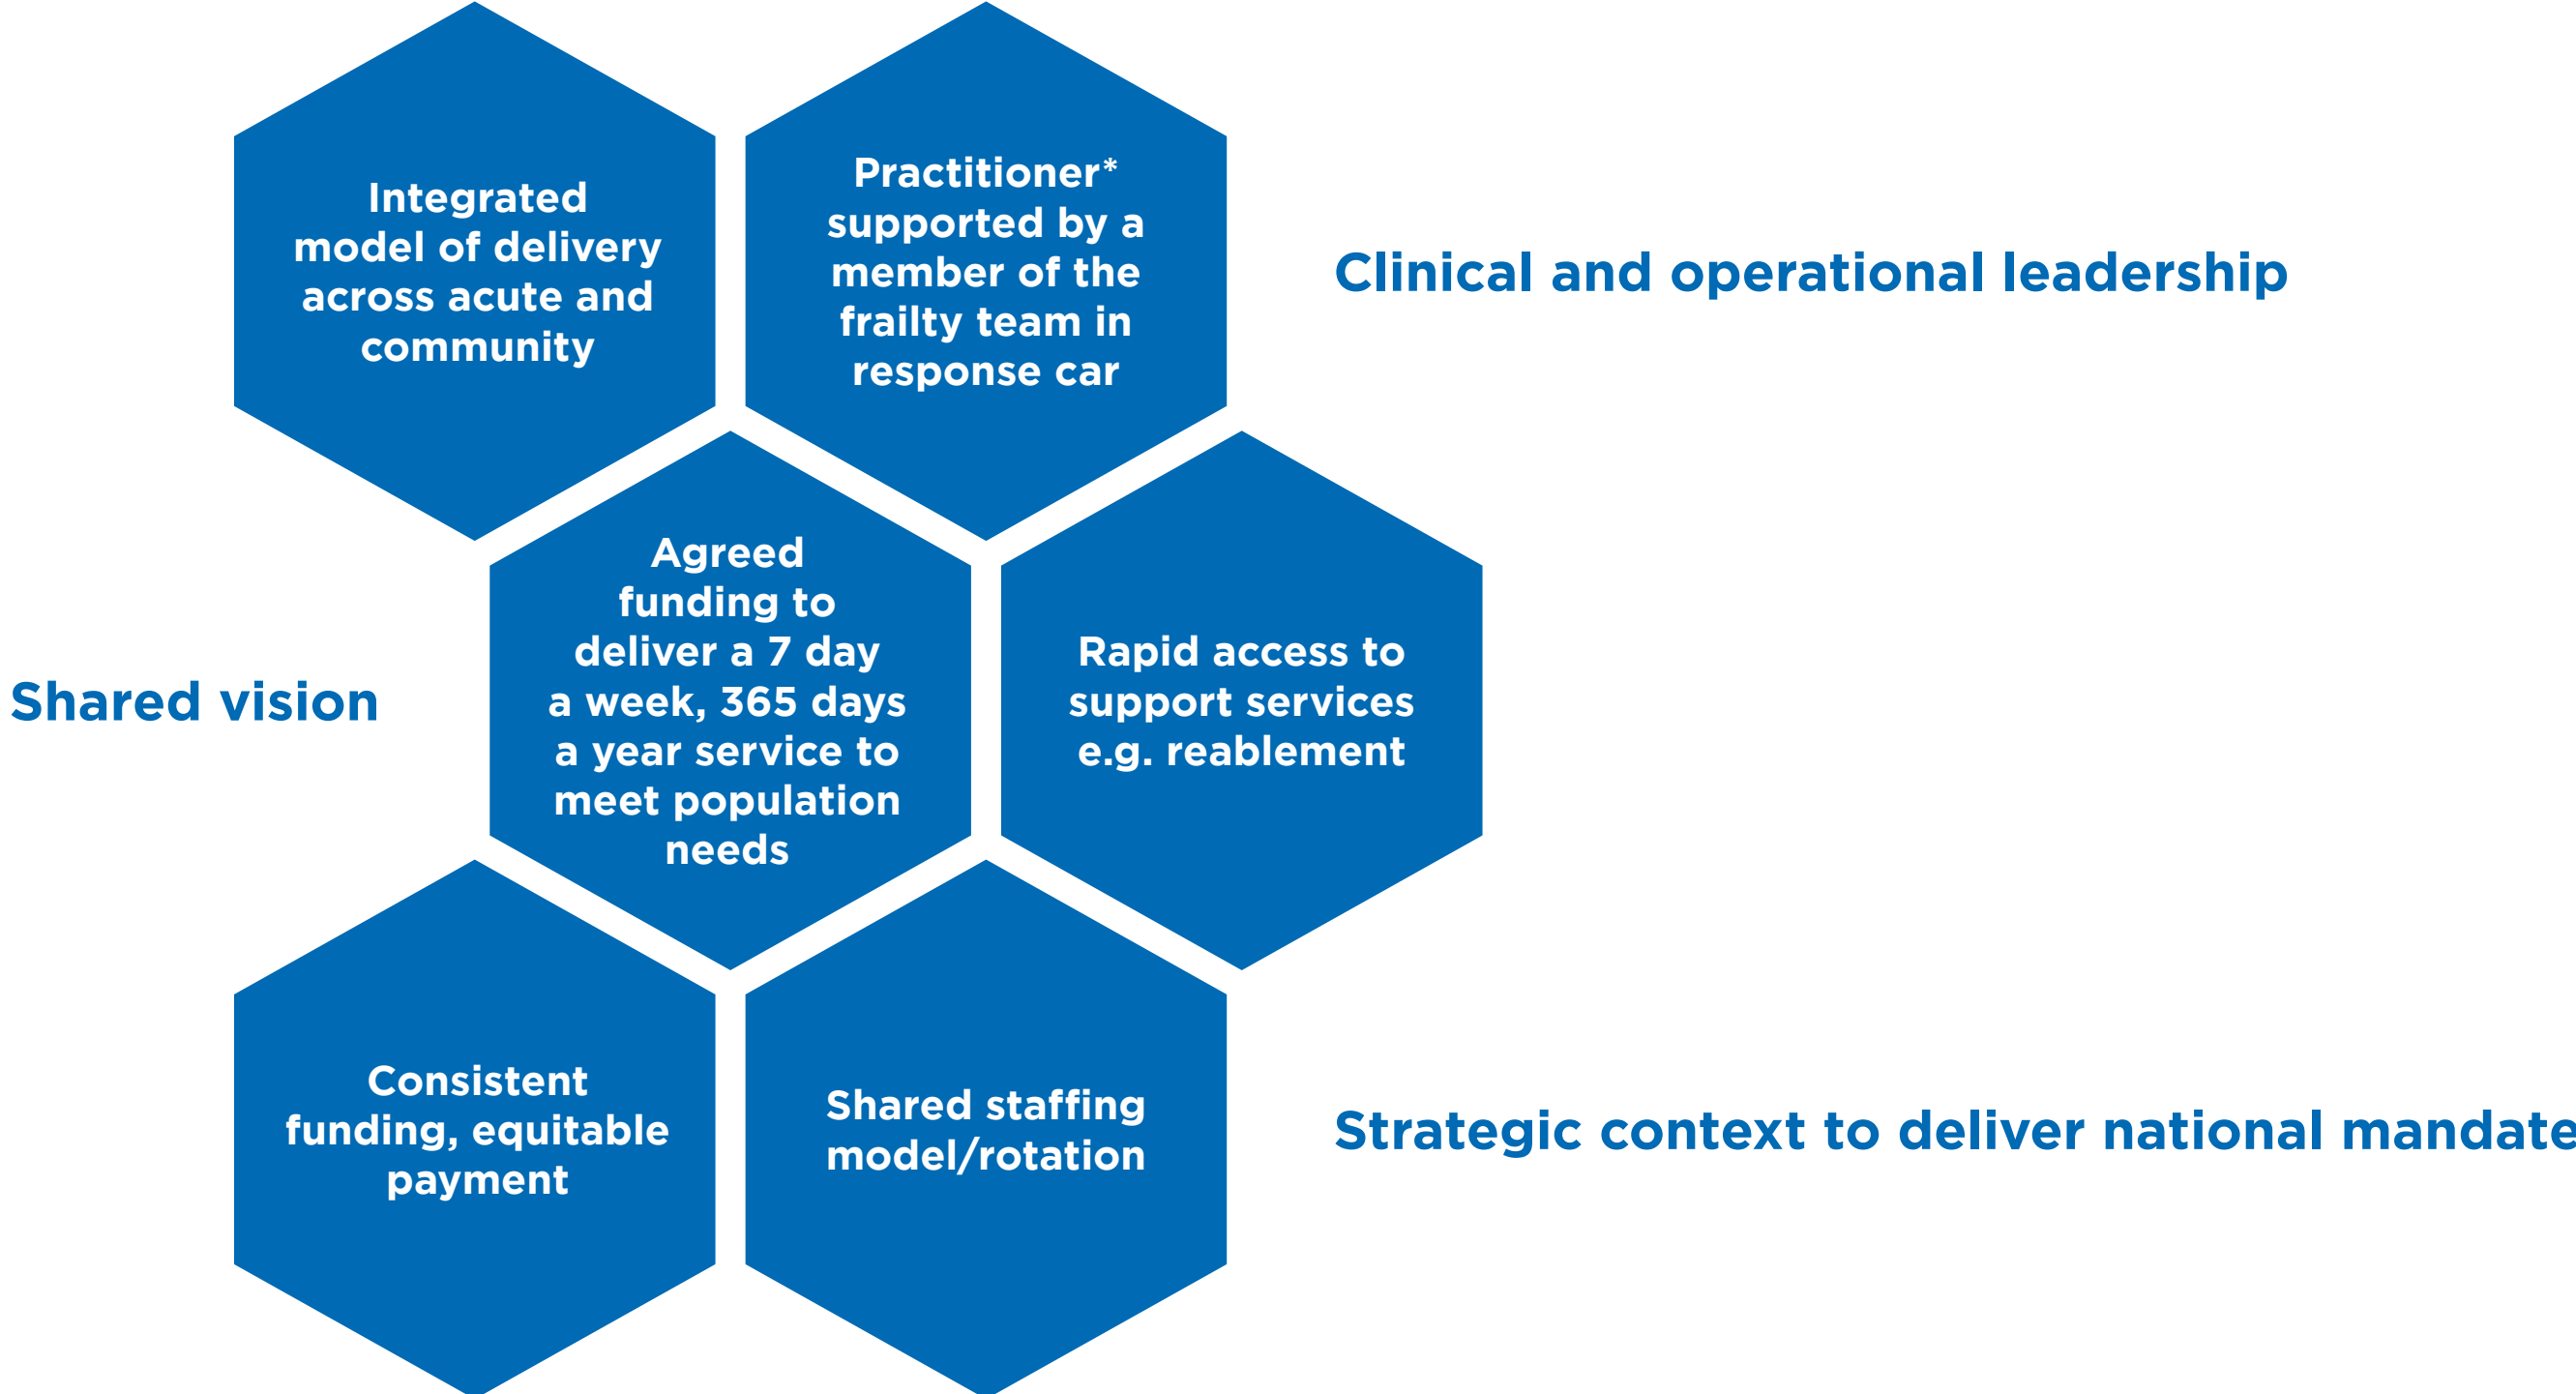 Integrated
model of delivery
across acute and
community
Practitioner*
supported by a
member of the
frailty team in
response car
Clinical and operational leadership
Shared vision
Agreed
funding to
deliver a 7 day
a week, 365 days
a year service to
meet population
needs
Rapid access to
support services
e.g. reablement
Consistent
funding, equitable
payment
Shared staffing
model/rotation
Strategic context to deliver national mandate